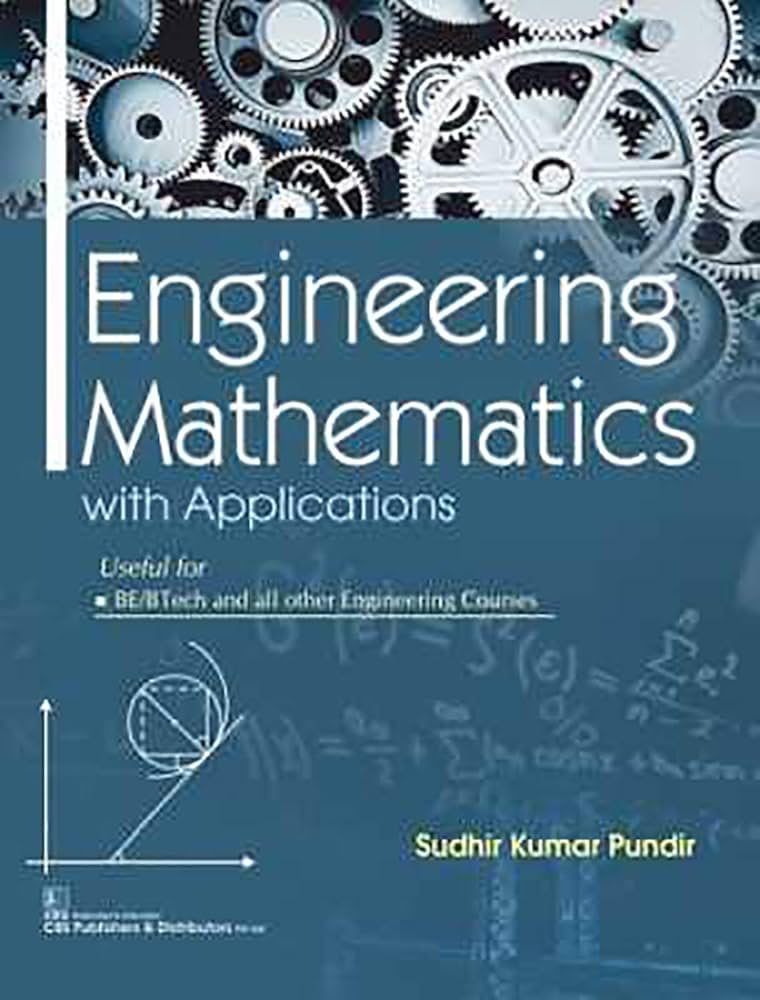 Engineering
Mathematics
with Applications
Useful for
▪ BE/BTech and all other Engineering Courses
Sudhir Kumar Pundir
CBS Publishers & Distributors